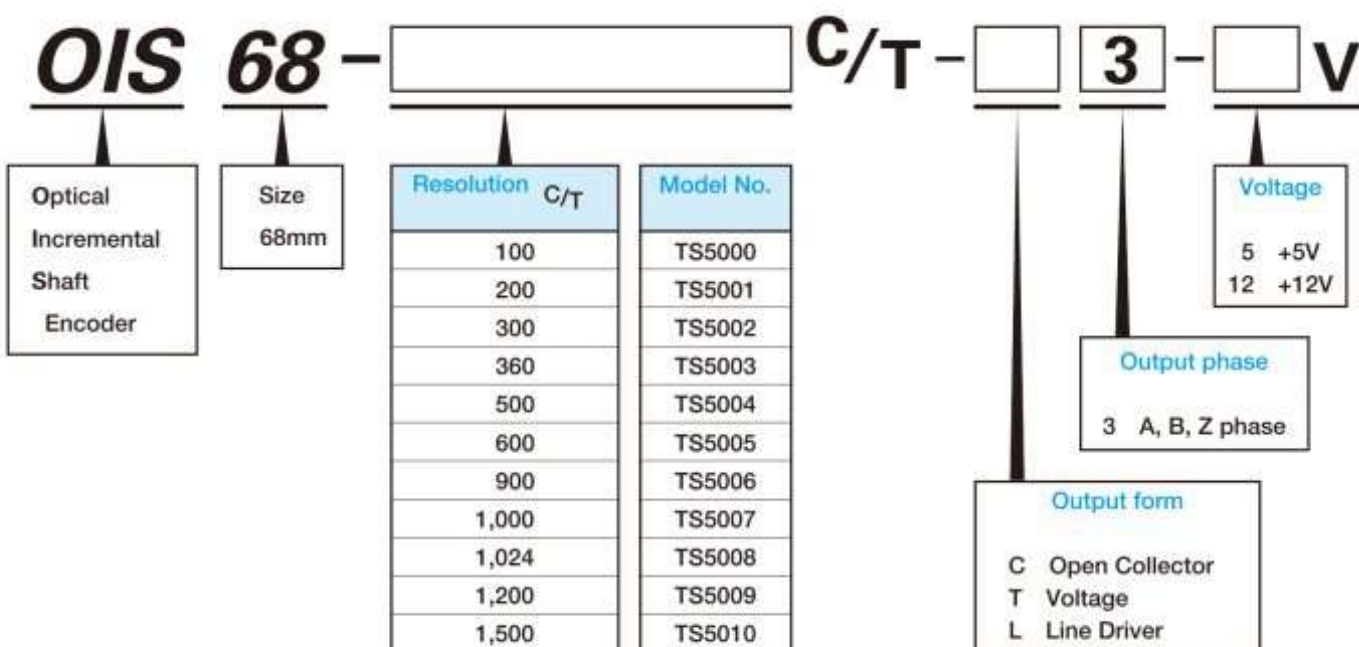 OIS 68 - C/T - 3 - V
Optical
Incremental
Shaft
Encoder
Size
68mm
Resolution C/T Model No.
100 TS5000
200 TS5001
300 TS5002
360 TS5003
500 TS5004
600 TS5005
900 TS5006
1,000 TS5007
1,024 TS5008
1,200 TS5009
1,500 TS5010
Output form
C Open Collector
T Voltage
L Line Driver
Output phase
3 A, B, Z phase
Voltage
5 +5V
12 +12V